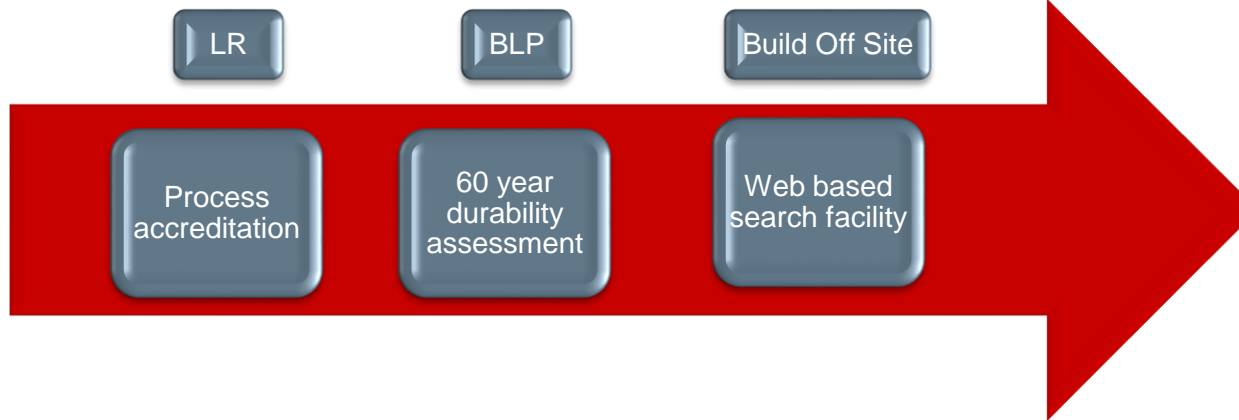 LR
BLP
Build Off Site
Process
accreditation
60 year
durability
assessment
Web based
search facility